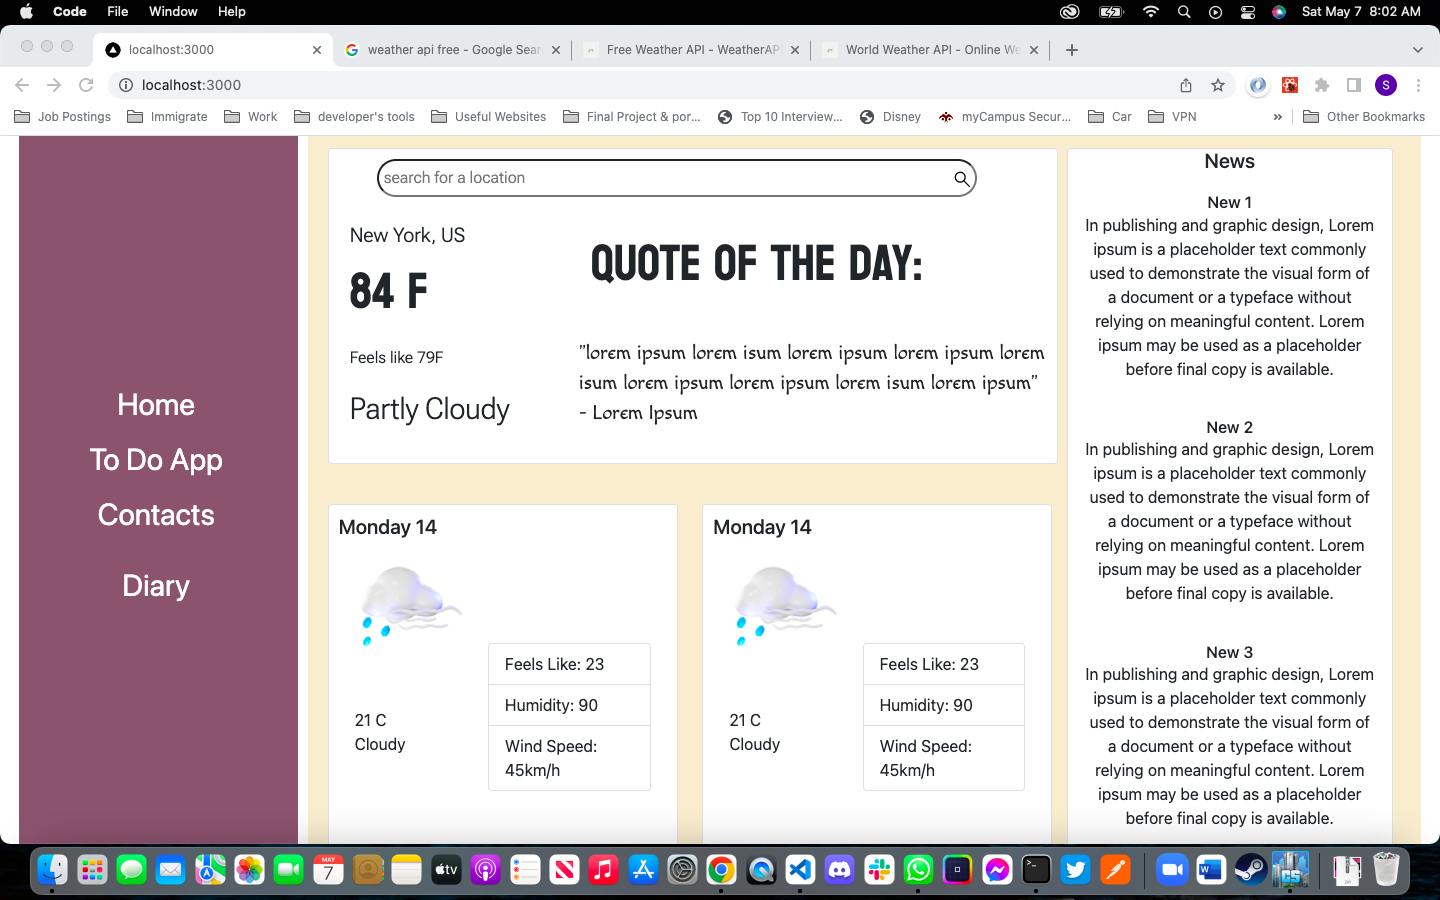 Code File Window Help
Sat May 7 8:02 AM
localhost:3000
weather api free - Google Sear
Free Weather API - WeatherAP
World Weather API - Online We
localhost:3000
S
Job Postings
Immigrate
Work
developer's tools
Useful Websites
Final Project & por...
Top 10 Interview...
Disney
myCampus Secur...
Car
VPN
»
Other Bookmarks
Home
To Do App
Contacts
Diary
search for a location
New York, US
84 F
Feels like 79F
Partly Cloudy
QUOTE OF THE DAY:
"lorem ipsum lorem isum lorem ipsum lorem ipsum lorem
isum lorem ipsum lorem ipsum lorem isum lorem ipsum"
- Lorem Ipsum
Monday 14
21 C
Cloudy
Feels Like: 23
Humidity: 90
Wind Speed:
45km/h
Monday 14
21 C
Cloudy
Feels Like: 23
Humidity: 90
Wind Speed:
45km/h
News
New 1
In publishing and graphic design, Lorem
ipsum is a placeholder text commonly
used to demonstrate the visual form of
a document or a typeface without
relying on meaningful content. Lorem
ipsum may be used as a placeholder
before final copy is available.
New 2
In publishing and graphic design, Lorem
ipsum is a placeholder text commonly
used to demonstrate the visual form of
a document or a typeface without
relying on meaningful content. Lorem
ipsum may be used as a placeholder
before final copy is available.
New 3
In publishing and graphic design, Lorem
ipsum is a placeholder text commonly
used to demonstrate the visual form of
a document or a typeface without
relying on meaningful content. Lorem
ipsum may be used as a placeholder
before final copy is available.
MAY
7
tv
CS